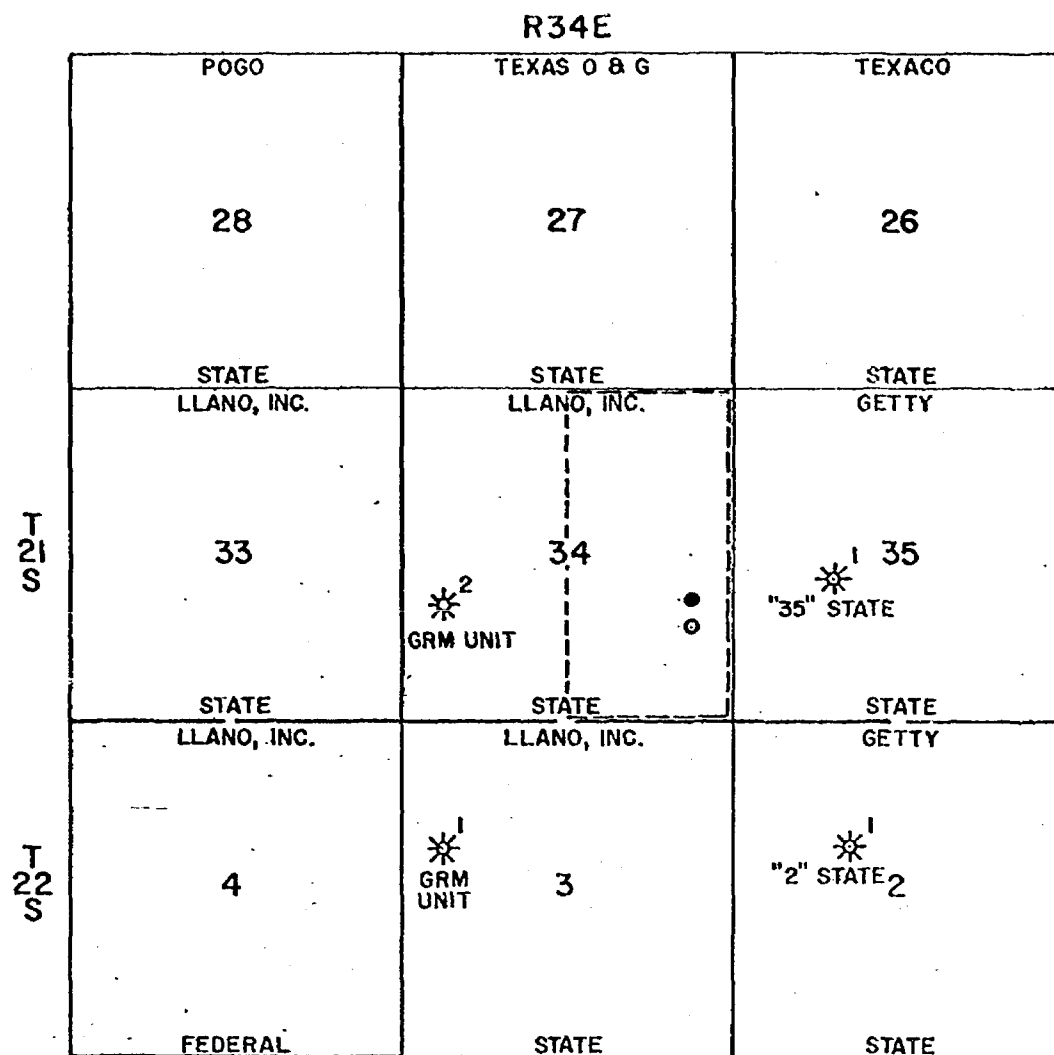 R34E
POGO
TEXAS O & G
TEXACO
28
27
26
STATE
STATE
STATE
LLANO, INC.
LLANO, INC.
GETTY
T
21
S
33
34
35
2
GRM UNIT
1
"35" STATE
STATE
STATE
STATE
LLANO, INC.
LLANO, INC.
GETTY
T
22
S
4
1
GRM
UNIT
3
1
"2" STATE
2
FEDERAL
STATE
STATE